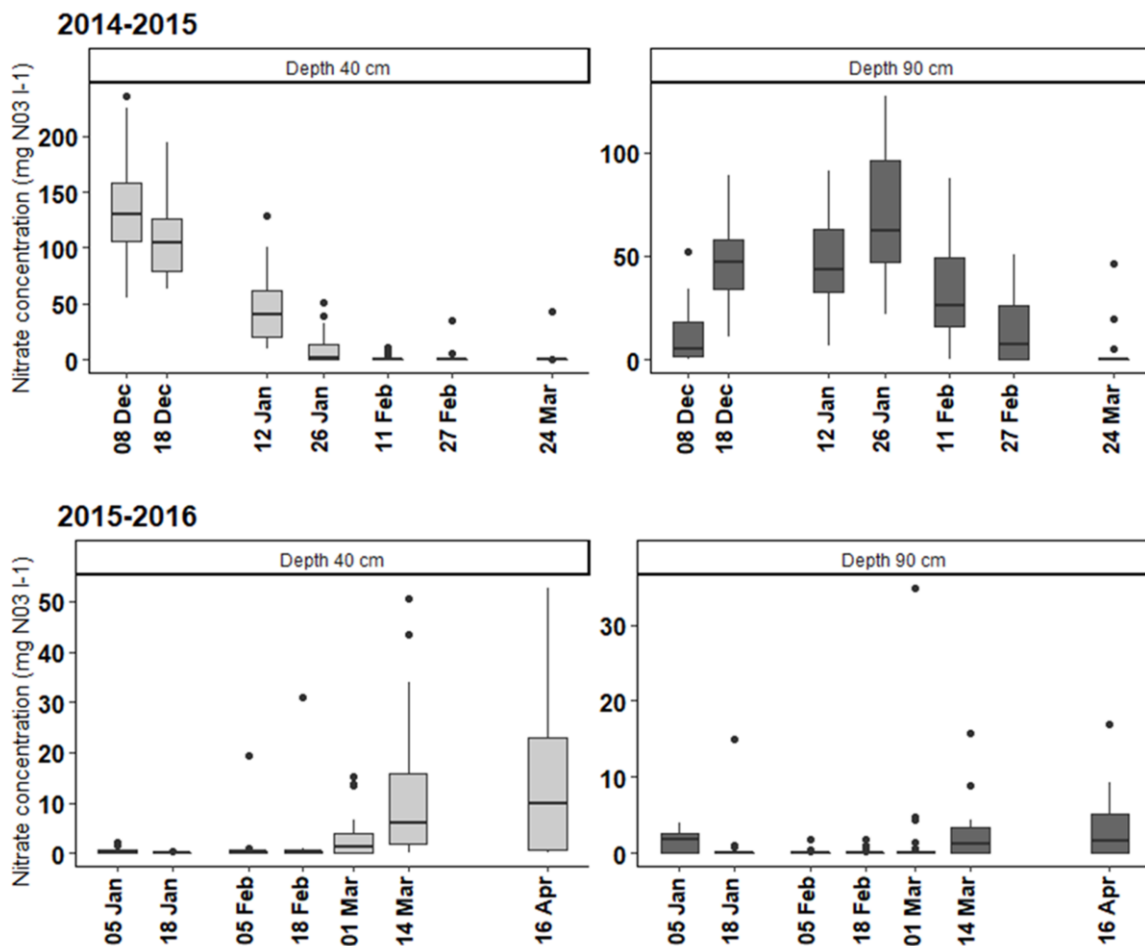 2014-2015
Depth 40 cm
Depth 90 cm
Nitrate concentration (mg N03 l-1)
200
150
100
50
0
100
50
0
08 Dec
18 Dec
12 Jan
26 Jan
11 Feb
27 Feb
24 Mar
08 Dec
18 Dec
12 Jan
26 Jan
11 Feb
27 Feb
24 Mar
2015-2016
Depth 40 cm
Depth 90 cm
Nitrate concentration (mg N03 l-1)
50
40
30
20
10
0
30
20
10
0
05 Jan
18 Jan
05 Feb
18 Feb
01 Mar
14 Mar
16 Apr
05 Jan
18 Jan
05 Feb
18 Feb
01 Mar
14 Mar
16 Apr